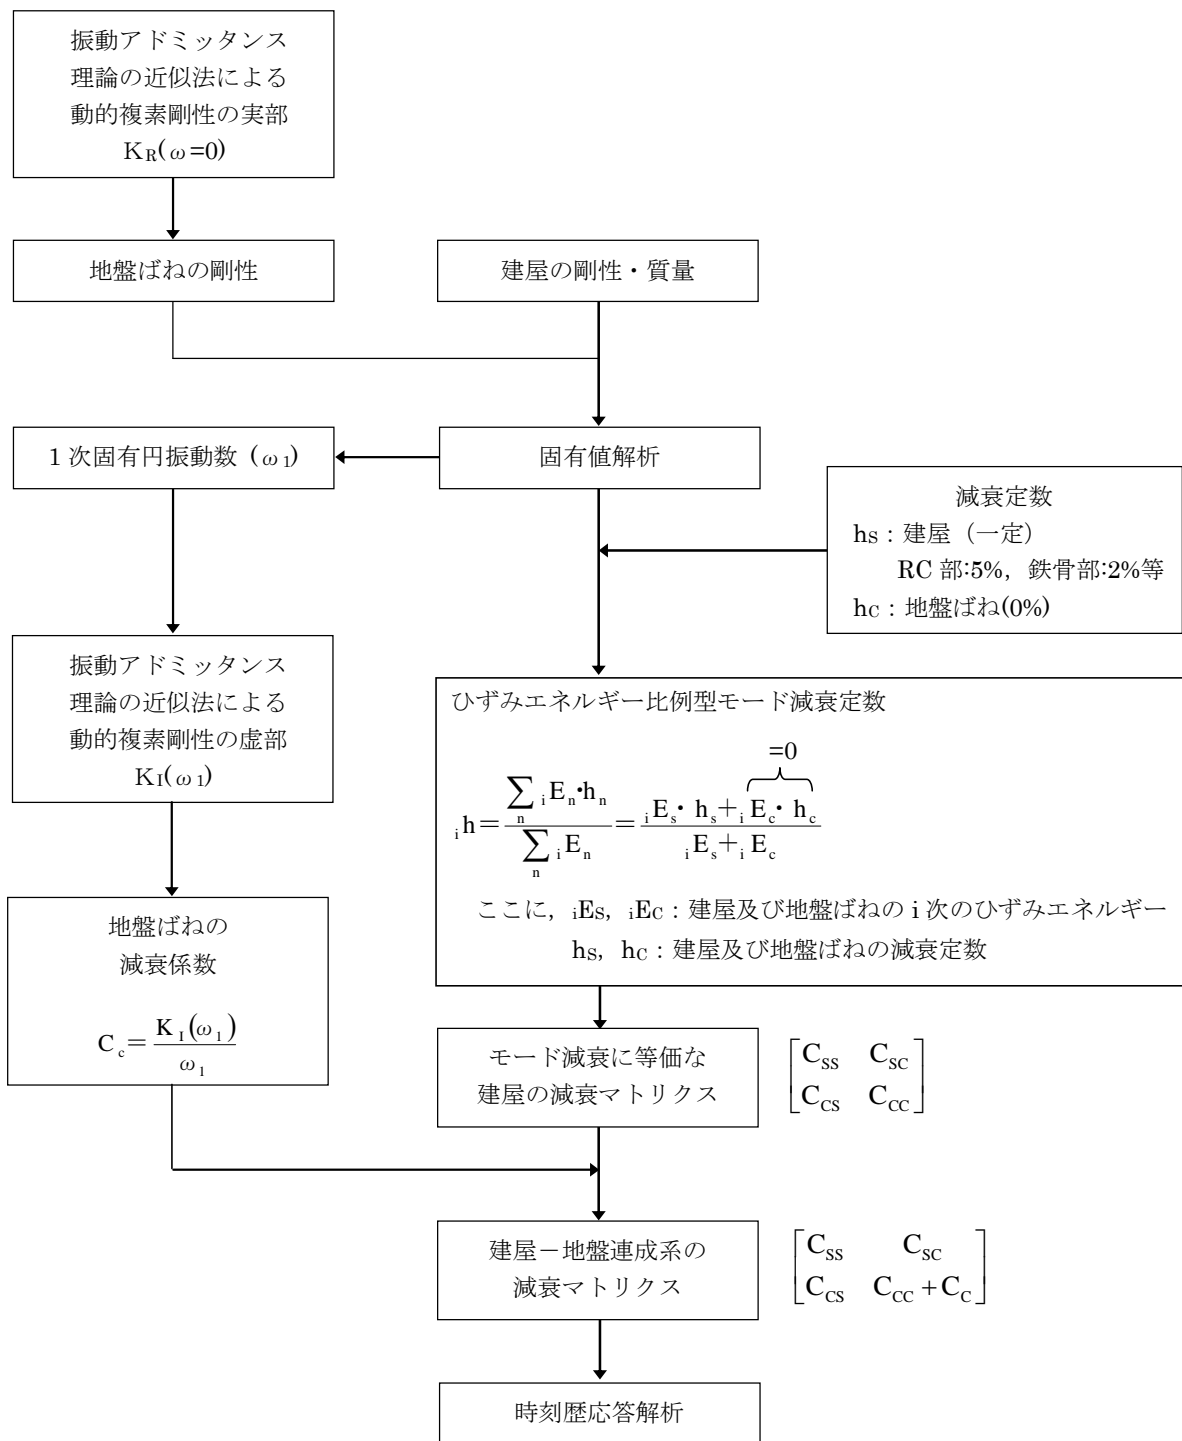 振動アドミッタンス
理論の近似法による
動的複素剛性の実部
KR(ω=0)
地盤ばねの剛性
建屋の剛性・質量
1 次固有円振動数 (ω1)
固有値解析
減衰定数
hS：建屋（一定）
RC 部:5%，鉄骨部:2%等
hC：地盤ばね(0%)
振動アドミッタンス
理論の近似法による
動的複素剛性の虚部
KI(ω1)
ひずみエネルギー比例型モード減衰定数
=0
ih＝∑n iEn・hn / ∑n iEn ＝ iEs・hs＋iEc・hc / iEs＋iEc
ここに，iES，iEC：建屋及び地盤ばねの i 次のひずみエネルギー
hS，hC：建屋及び地盤ばねの減衰定数
地盤ばねの
減衰係数
Cc＝KI(ω1) / ω1
モード減衰に等価な
建屋の減衰マトリクス
[CSS CSC
CCS CCC]
建屋－地盤連成系の
減衰マトリクス
[CSS CSC
CCS CCC＋CC]
時刻歴応答解析